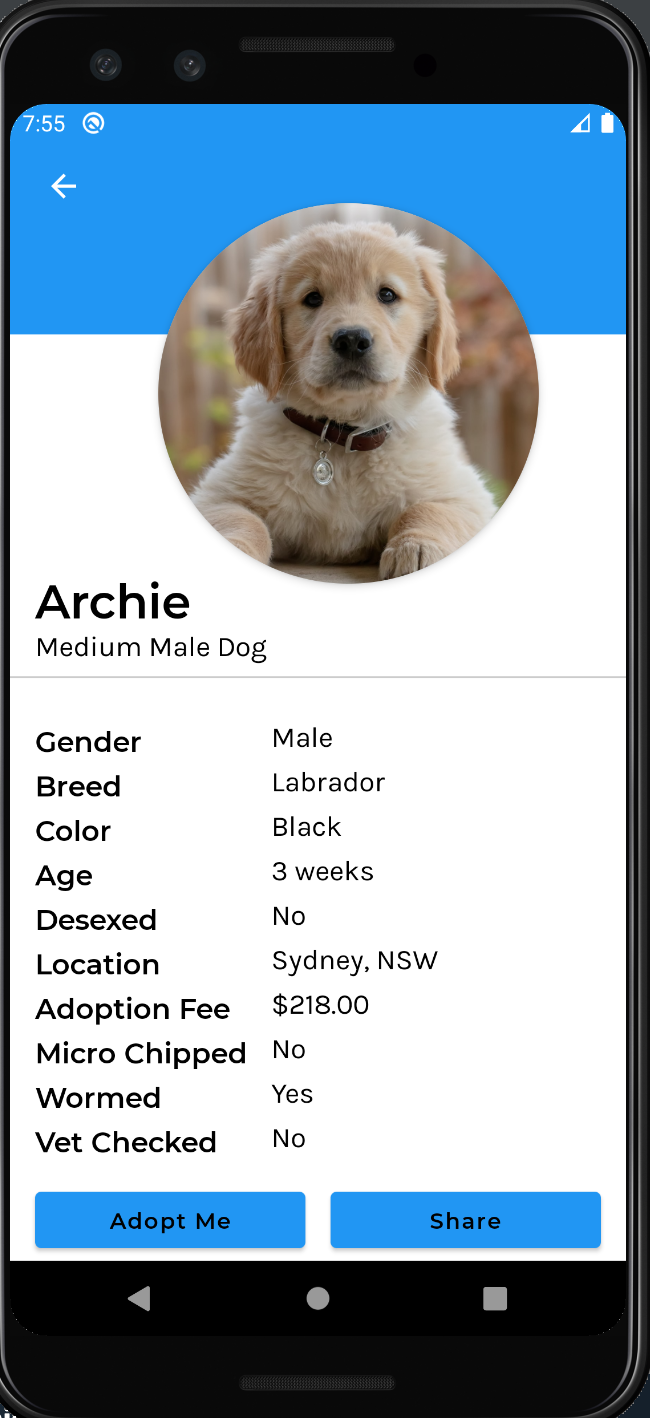 7:55
Archie
Medium Male Dog
Gender Male
Breed Labrador
Color Black
Age 3 weeks
Desexed No
Location Sydney, NSW
Adoption Fee $218.00
Micro Chipped No
Wormed Yes
Vet Checked No
Adopt Me Share